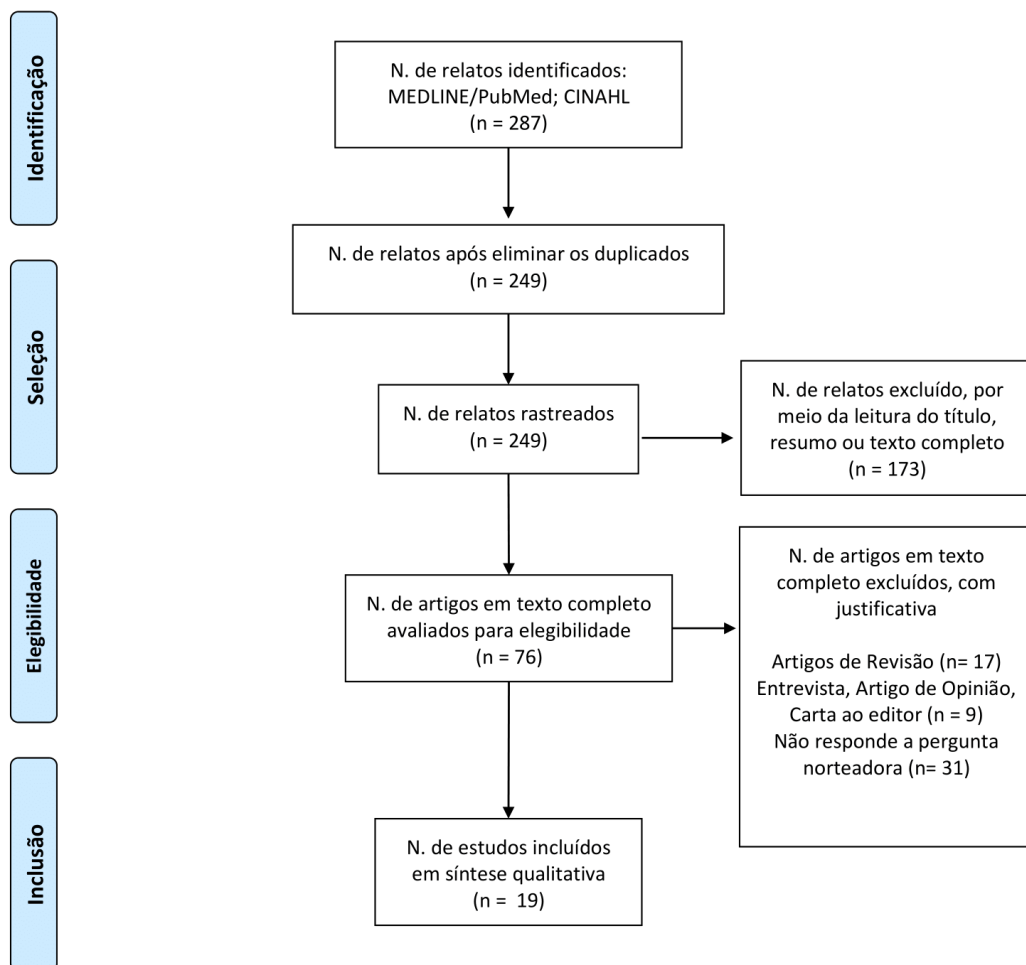 Identificação
N. de relatos identificados:
MEDLINE/PubMed; CINAHL
(n = 287)
N. de relatos após eliminar os duplicados
(n = 249)
Seleção
N. de relatos rastreados
(n = 249)
N. de relatos excluído, por
meio da leitura do título,
resumo ou texto completo
(n = 173)
Elegibilidade
N. de artigos em texto completo
avaliados para elegibilidade
(n = 76)
N. de artigos em texto
completo excluídos, com
justificativa
Artigos de Revisão (n= 17)
Entrevista, Artigo de Opinião,
Carta ao editor (n = 9)
Não responde a pergunta
norteadora (n= 31)
Inclusão
N. de estudos incluídos
em síntese qualitativa
(n = 19)